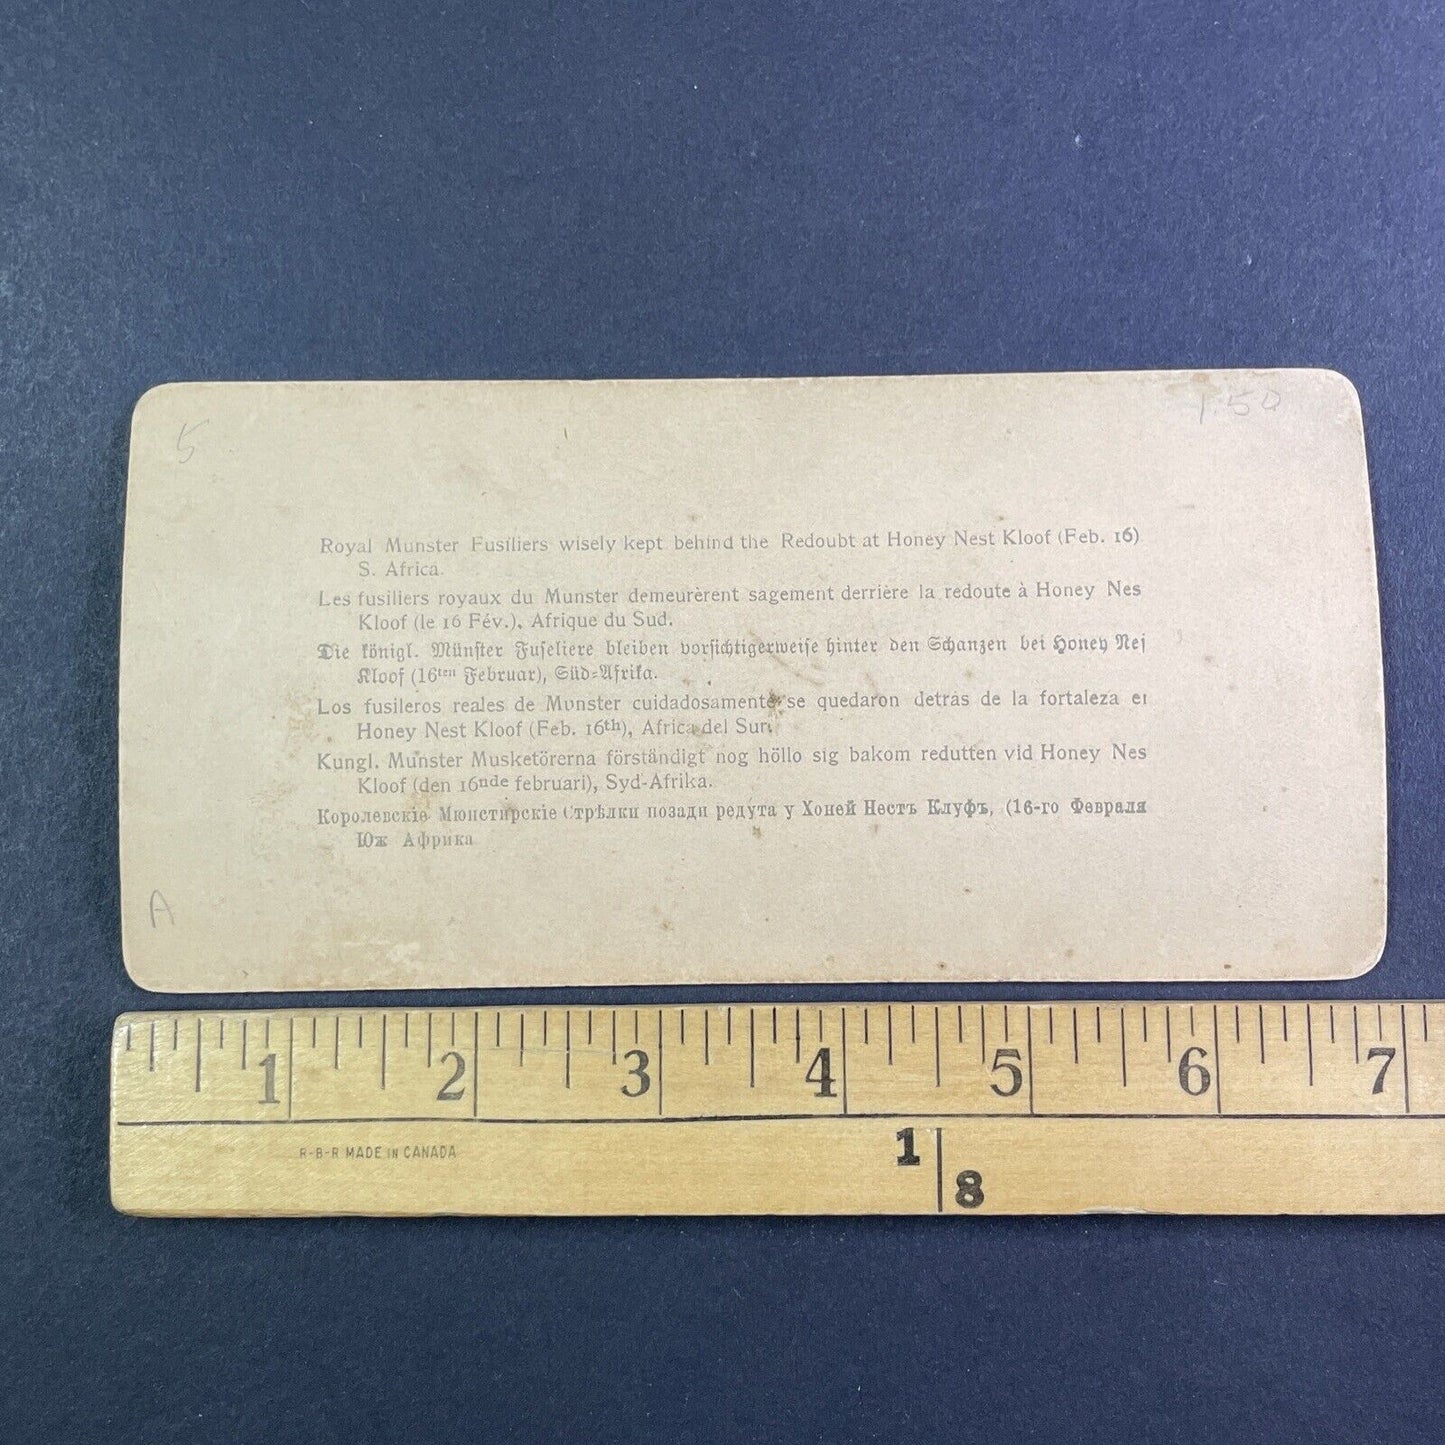 5
1.50
Royal Munster Fusiliers wisely kept behind the Redoubt at Honey Nest Kloof (Feb. 16)
S. Africa.
Les fusiliers royaux du Munster demeurèrent sagement derrière la redoute à Honey Nes
Kloof (le 16 Fév.), Afrique du Sud.
Die königl. Münster Fuseliere bleiben vorsichtigerweise hinter den Schanzen bei Honey Nes
Kloof (16ten Februar), Süd-Afrika.
Los fusileros reales de Munster cuidadosamente se quedaron detras de la fortaleza en
Honey Nest Kloof (Feb. 16th), Africa del Sur.
Kungl. Munster Musketörerna förståndigt nog höllo sig bakom redutten vid Honey Nes
Kloof (den 16nde februari), Syd-Afrika.
Королевскіе Мюнстирскіе Стрѣлки позади редута у Хоней Нестъ Клуфъ, (16-го Февраля
Юж Африка
A
1 2 3 4 5 6 7
R-B-R MADE IN CANADA
1 8